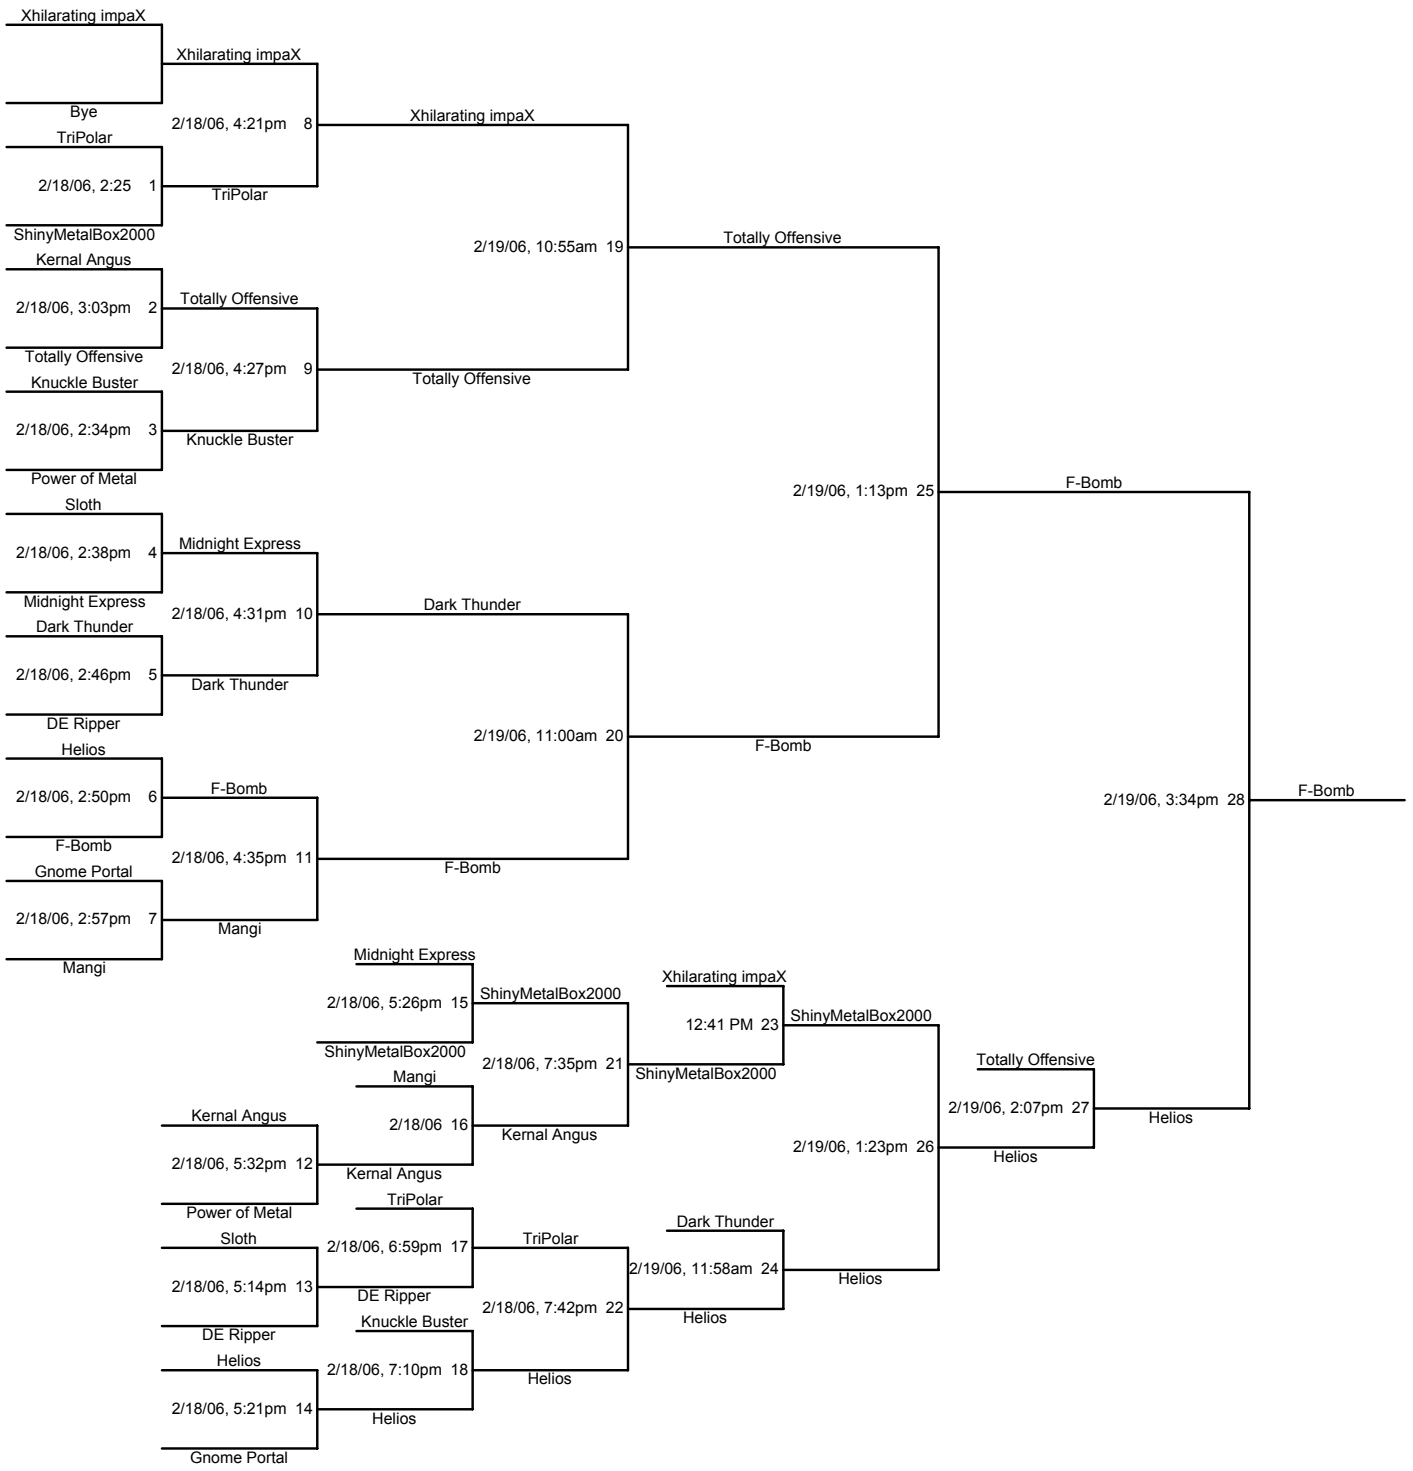 Xhilarating impaX
Xhilarating impaX
Bye
2/18/06, 4:21pm 8
Xhilarating impaX
TriPolar
2/18/06, 2:25 1
TriPolar
ShinyMetalBox2000
2/19/06, 10:55am 19
Totally Offensive
Kernal Angus
2/18/06, 3:03pm 2
Totally Offensive
Totally Offensive
2/18/06, 4:27pm 9
Totally Offensive
Knuckle Buster
2/18/06, 2:34pm 3
Knuckle Buster
Power of Metal
2/19/06, 1:13pm 25
F-Bomb
Sloth
2/18/06, 2:38pm 4
Midnight Express
Midnight Express
2/18/06, 4:31pm 10
Dark Thunder
Dark Thunder
2/18/06, 2:46pm 5
Dark Thunder
DE Ripper
2/19/06, 11:00am 20
F-Bomb
Helios
2/18/06, 2:50pm 6
F-Bomb
F-Bomb
2/19/06, 3:34pm 28
F-Bomb
2/18/06, 4:35pm 11
F-Bomb
Gnome Portal
2/18/06, 2:57pm 7
Mangi
Mangi
Midnight Express
2/18/06, 5:26pm 15
ShinyMetalBox2000
ShinyMetalBox2000
Xhilarating impaX
12:41 PM 23
ShinyMetalBox2000
2/18/06, 7:35pm 21
ShinyMetalBox2000
Totally Offensive
Mangi
2/18/06 16
Kernal Angus
2/19/06, 2:07pm 27
Helios
Kernal Angus
2/18/06, 5:32pm 12
Kernal Angus
Power of Metal
2/19/06, 1:23pm 26
Helios
TriPolar
2/18/06, 6:59pm 17
TriPolar
Dark Thunder
2/19/06, 11:58am 24
Helios
Sloth
2/18/06, 5:14pm 13
DE Ripper
DE Ripper
2/18/06, 7:42pm 22
Helios
Knuckle Buster
2/18/06, 7:10pm 18
Helios
Helios
2/18/06, 5:21pm 14
Helios
Gnome Portal